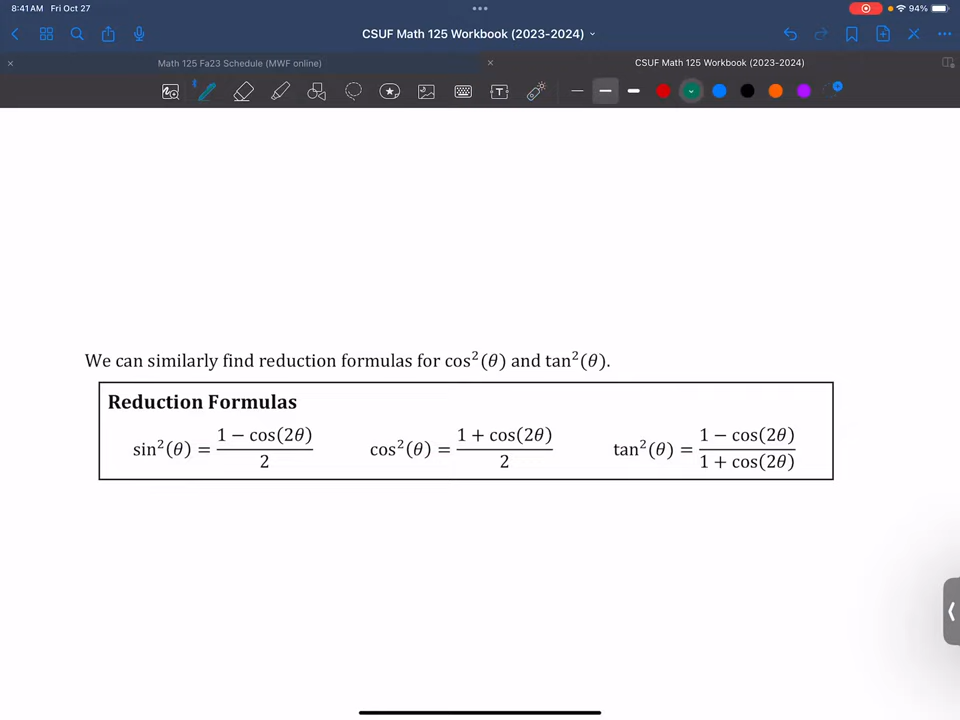 8:41 AM Fri Oct 27
94%
CSUF Math 125 Workbook (2023-2024)
Math 125 Fa23 Schedule (MWF online)
CSUF Math 125 Workbook (2023-2024)
We can similarly find reduction formulas for cos²(θ) and tan²(θ).
Reduction Formulas
sin²(θ) = (1 − cos(2θ))/2 cos²(θ) = (1 + cos(2θ))/2 tan²(θ) = (1 − cos(2θ))/(1 + cos(2θ))